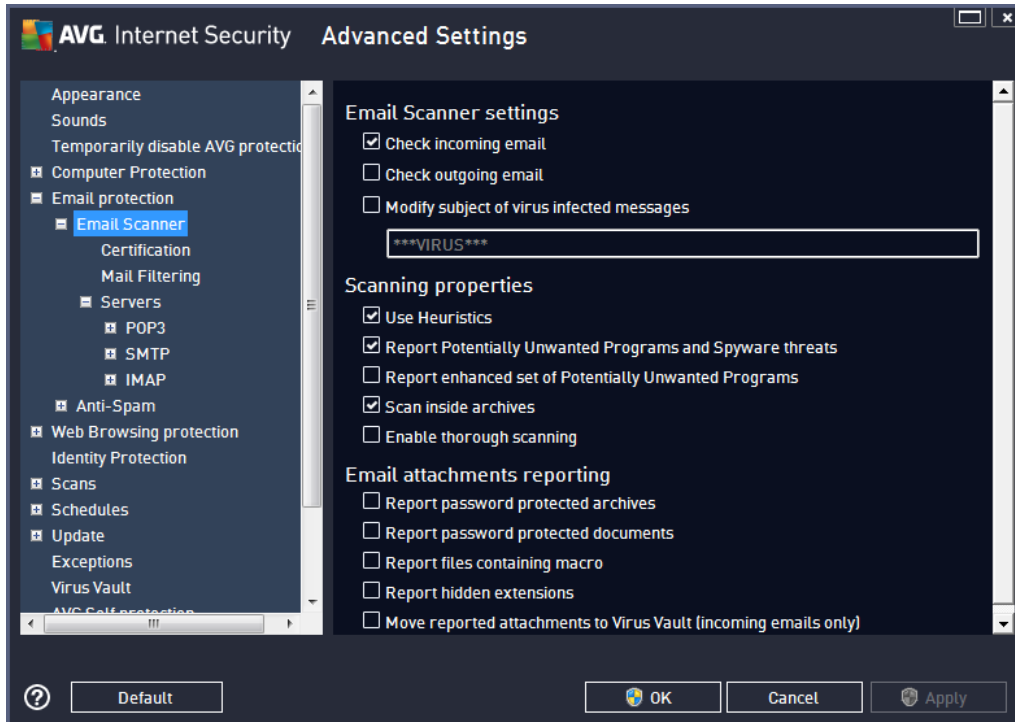 AVG. Internet Security Advanced Settings
Appearance
Sounds
Temporarily disable AVG protectio
Computer Protection
Email protection
Email Scanner
Certification
Mail Filtering
Servers
POP3
SMTP
IMAP
Anti-Spam
Web Browsing protection
Identity Protection
Scans
Schedules
Update
Exceptions
Virus Vault
AVG Self protection
Email Scanner settings
Check incoming email
Check outgoing email
Modify subject of virus infected messages
***VIRUS***
Scanning properties
Use Heuristics
Report Potentially Unwanted Programs and Spyware threats
Report enhanced set of Potentially Unwanted Programs
Scan inside archives
Enable thorough scanning
Email attachments reporting
Report password protected archives
Report password protected documents
Report files containing macro
Report hidden extensions
Move reported attachments to Virus Vault (incoming emails only)
Default
OK
Cancel
Apply